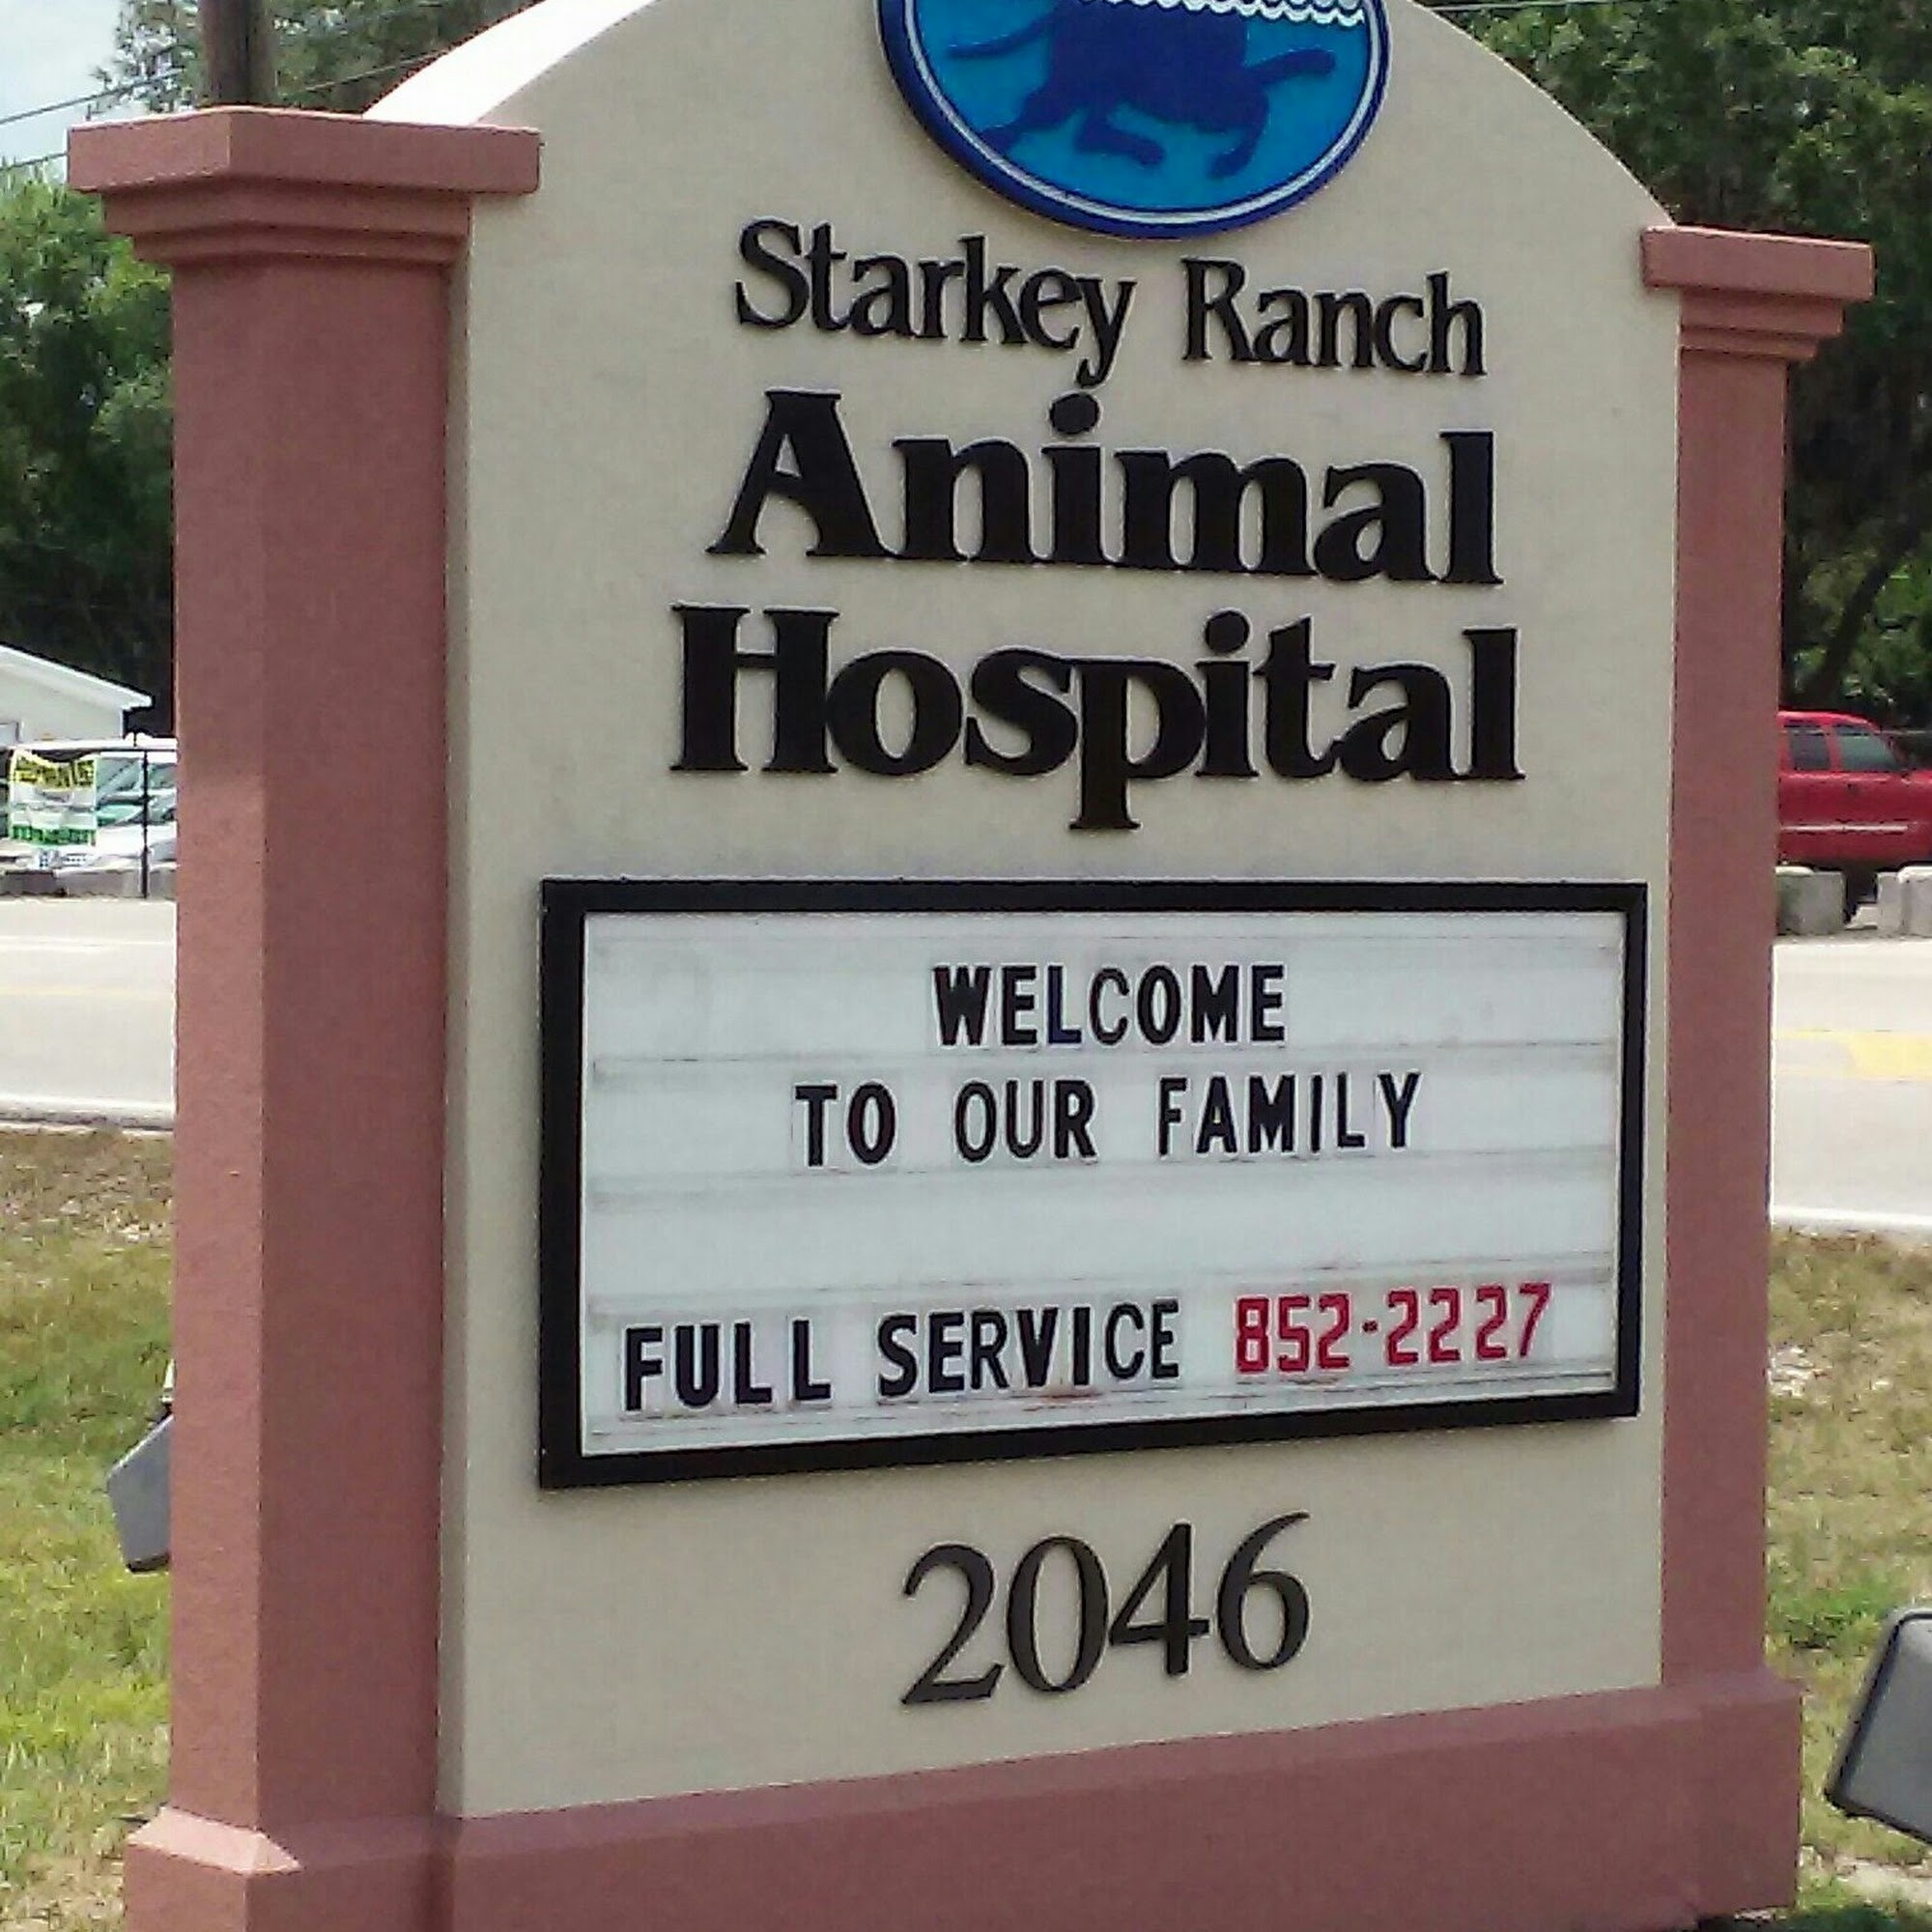 Starkey Ranch
Animal
Hospital
WELCOME
TO OUR FAMILY
FULL SERVICE 852-2227
2046